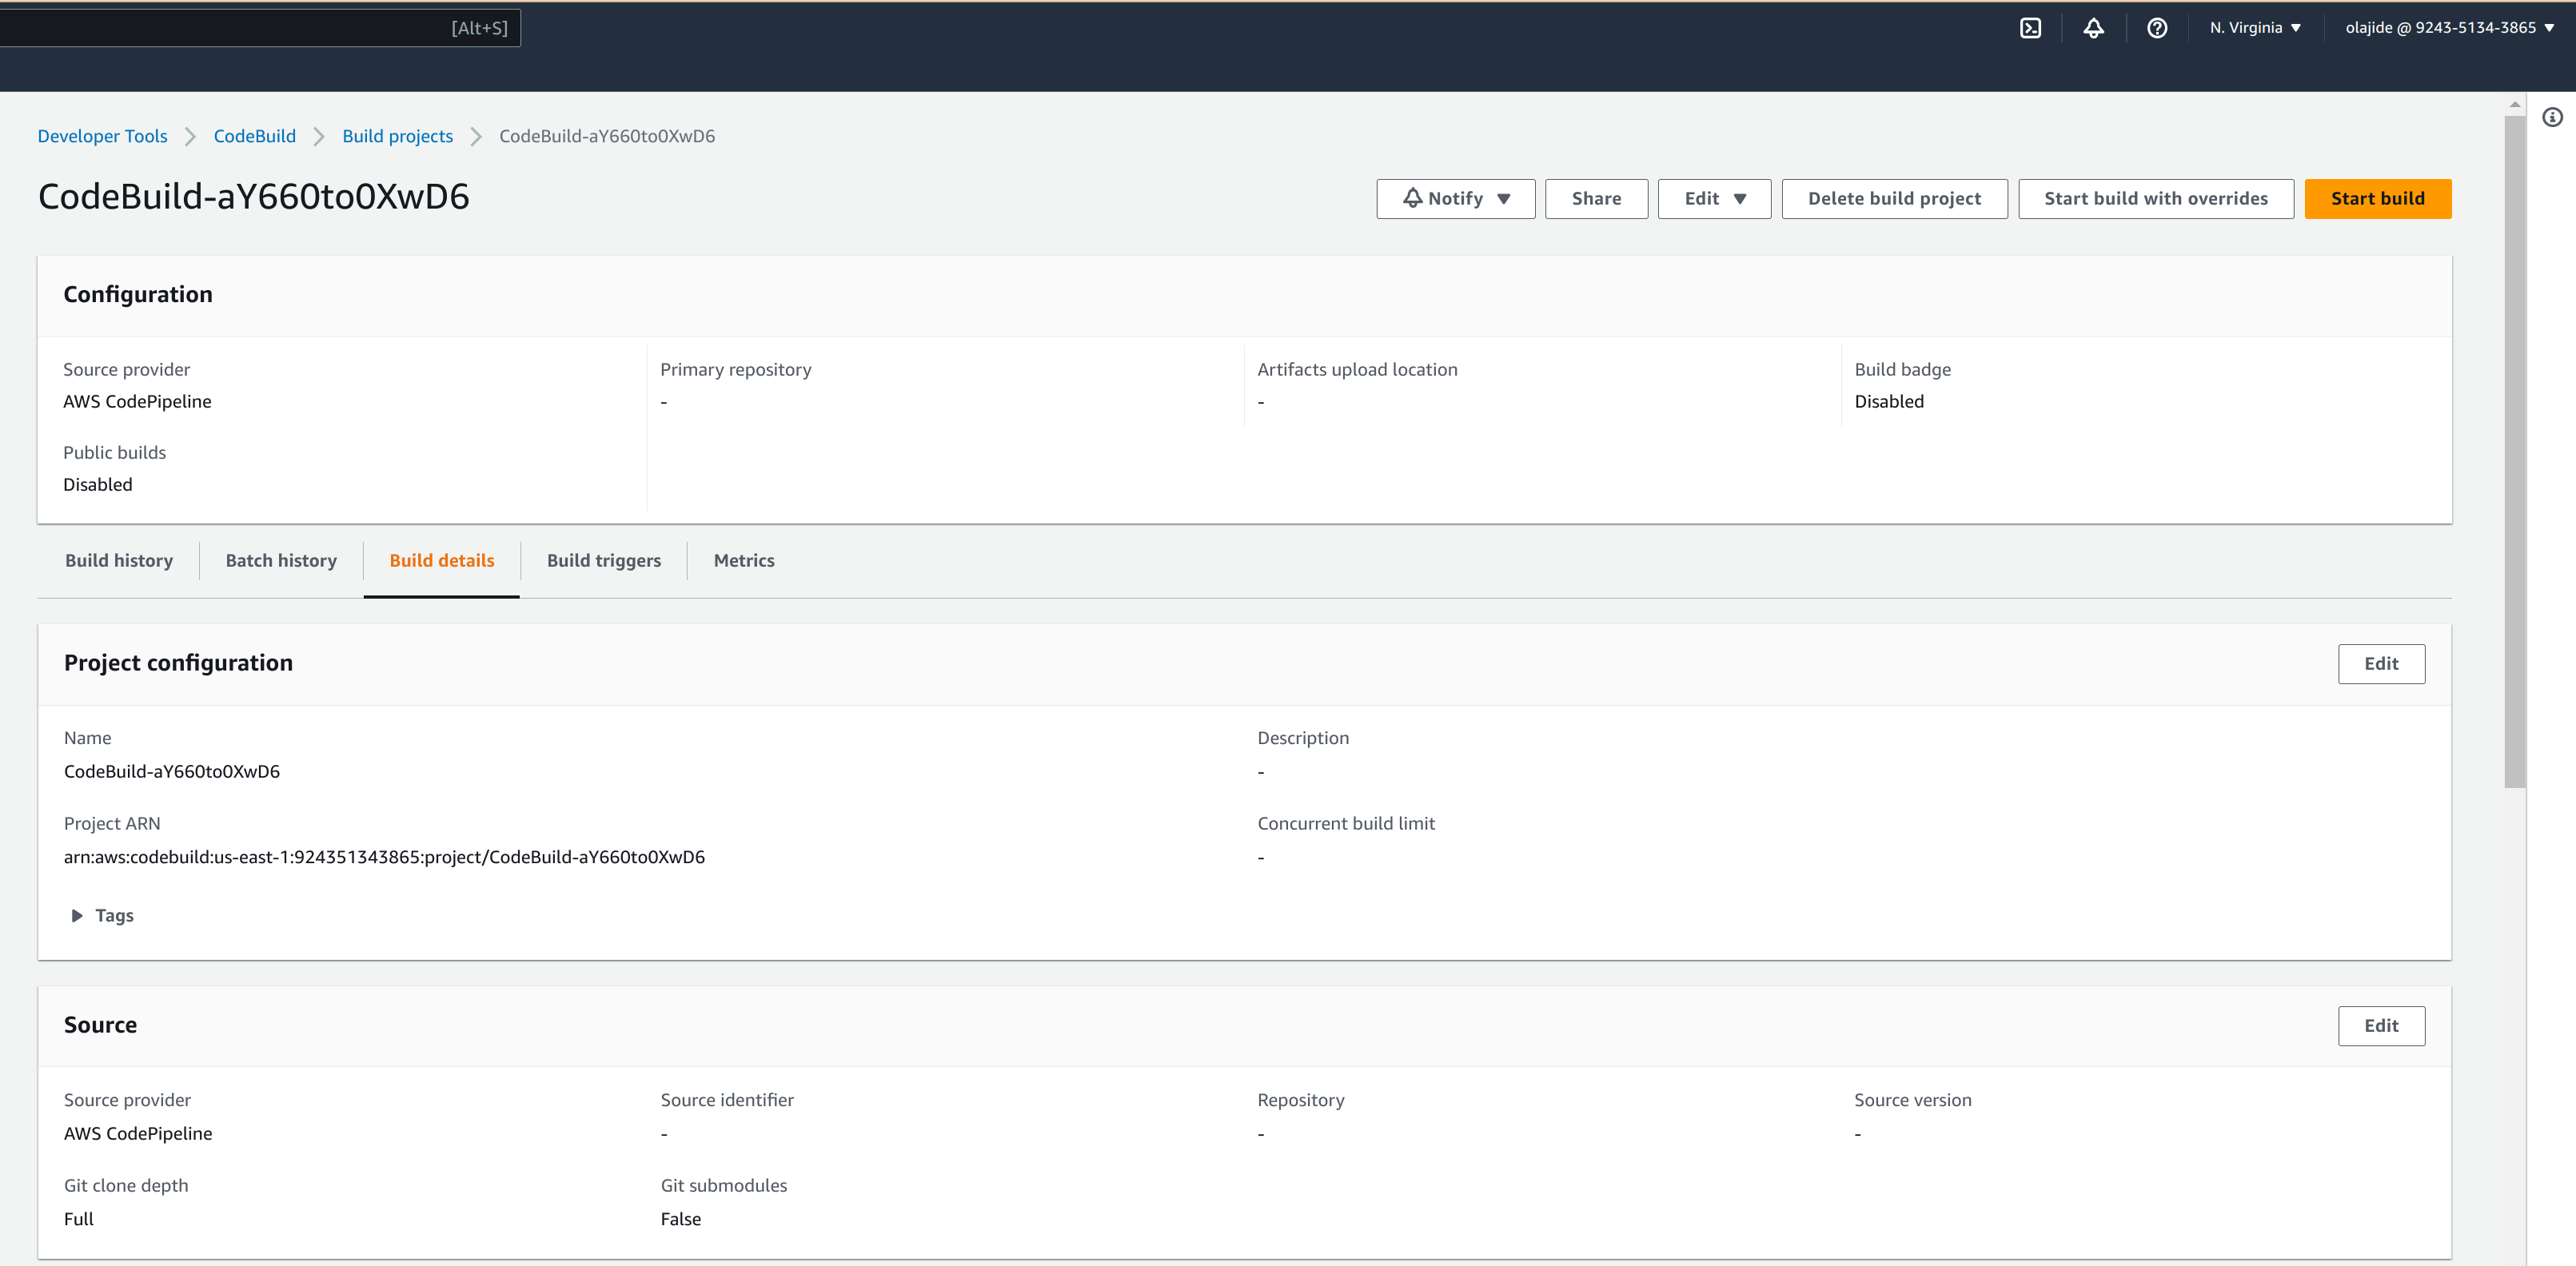 [Alt+S]
N. Virginia
olajide @ 9243-5134-3865
Developer Tools
CodeBuild
Build projects
CodeBuild-aY660to0XwD6
CodeBuild-aY660to0XwD6
Notify
Share
Edit
Delete build project
Start build with overrides
Start build
Configuration
Source provider
AWS CodePipeline
Primary repository
-
Artifacts upload location
-
Build badge
Disabled
Public builds
Disabled
Build history
Batch history
Build details
Build triggers
Metrics
Project configuration
Edit
Name
CodeBuild-aY660to0XwD6
Description
-
Project ARN
arn:aws:codebuild:us-east-1:924351343865:project/CodeBuild-aY660to0XwD6
Concurrent build limit
-
Tags
Source
Edit
Source provider
AWS CodePipeline
Source identifier
-
Repository
-
Source version
-
Git clone depth
Full
Git submodules
False